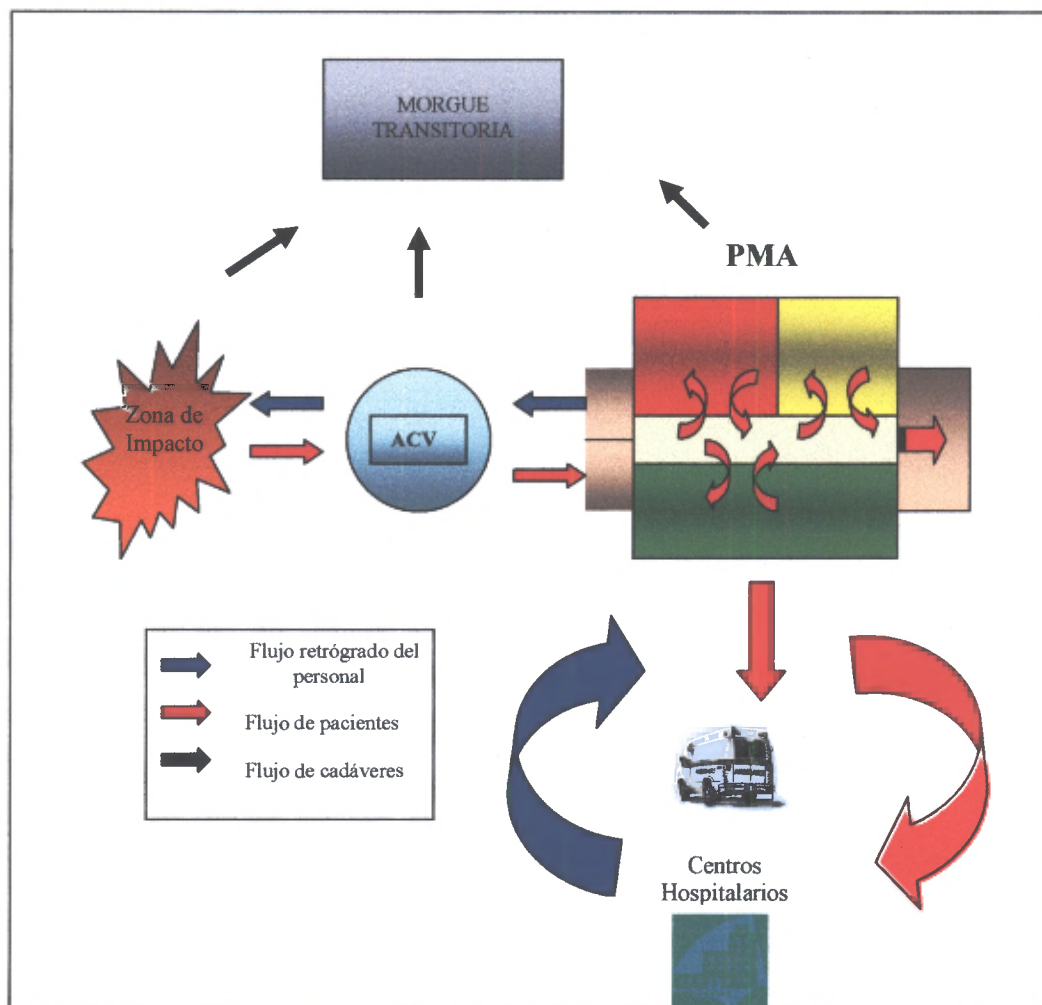 MORGUE
TRANSITORIA
PMA
Zona de
Impacto
ACV
Flujo retrógrado del
personal
Flujo de pacientes
Flujo de cadáveres
Centros
Hospitalarios